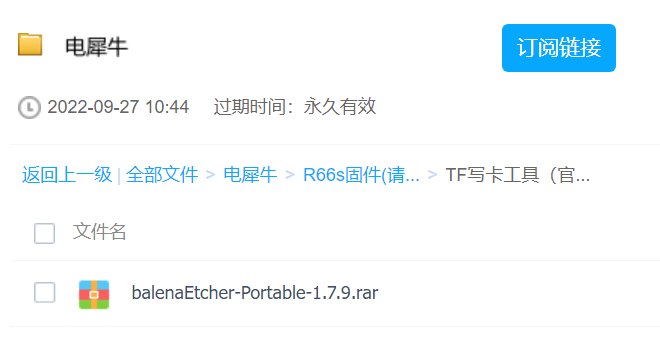 电犀牛 订阅链接
2022-09-27 10:44 过期时间：永久有效
返回上一级 | 全部文件 > 电犀牛 > R66s固件(请... > TF写卡工具（官...
文件名
balenaEtcher-Portable-1.7.9.rar